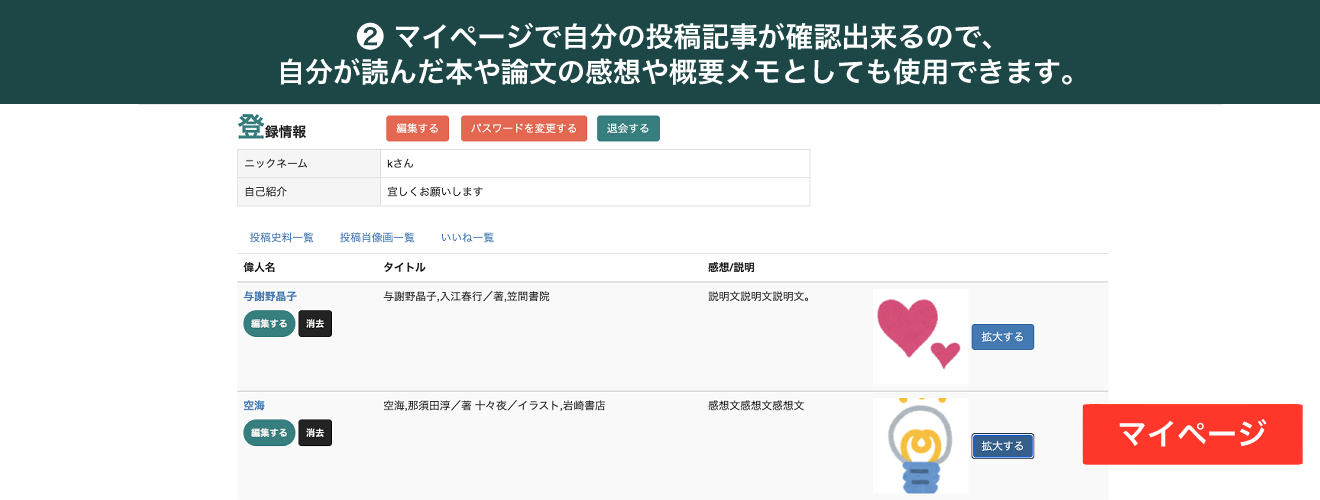 ❷ マイページで自分の投稿記事が確認出来るので、
自分が読んだ本や論文の感想や概要メモとしても使用できます。
登録情報 編集する パスワードを変更する 退会する
ニックネーム kさん
自己紹介 宜しくお願いします
投稿史料一覧 投稿肖像画一覧 いいね一覧
偉人名 タイトル 感想/説明
与謝野晶子 与謝野晶子,入江春行／著,笠間書院 説明文説明文説明文。
編集する 消去 拡大する
空海 空海,那須田淳／著 十々夜／イラスト,岩崎書店 感想文感想文感想文
編集する 消去 拡大する
マイページ